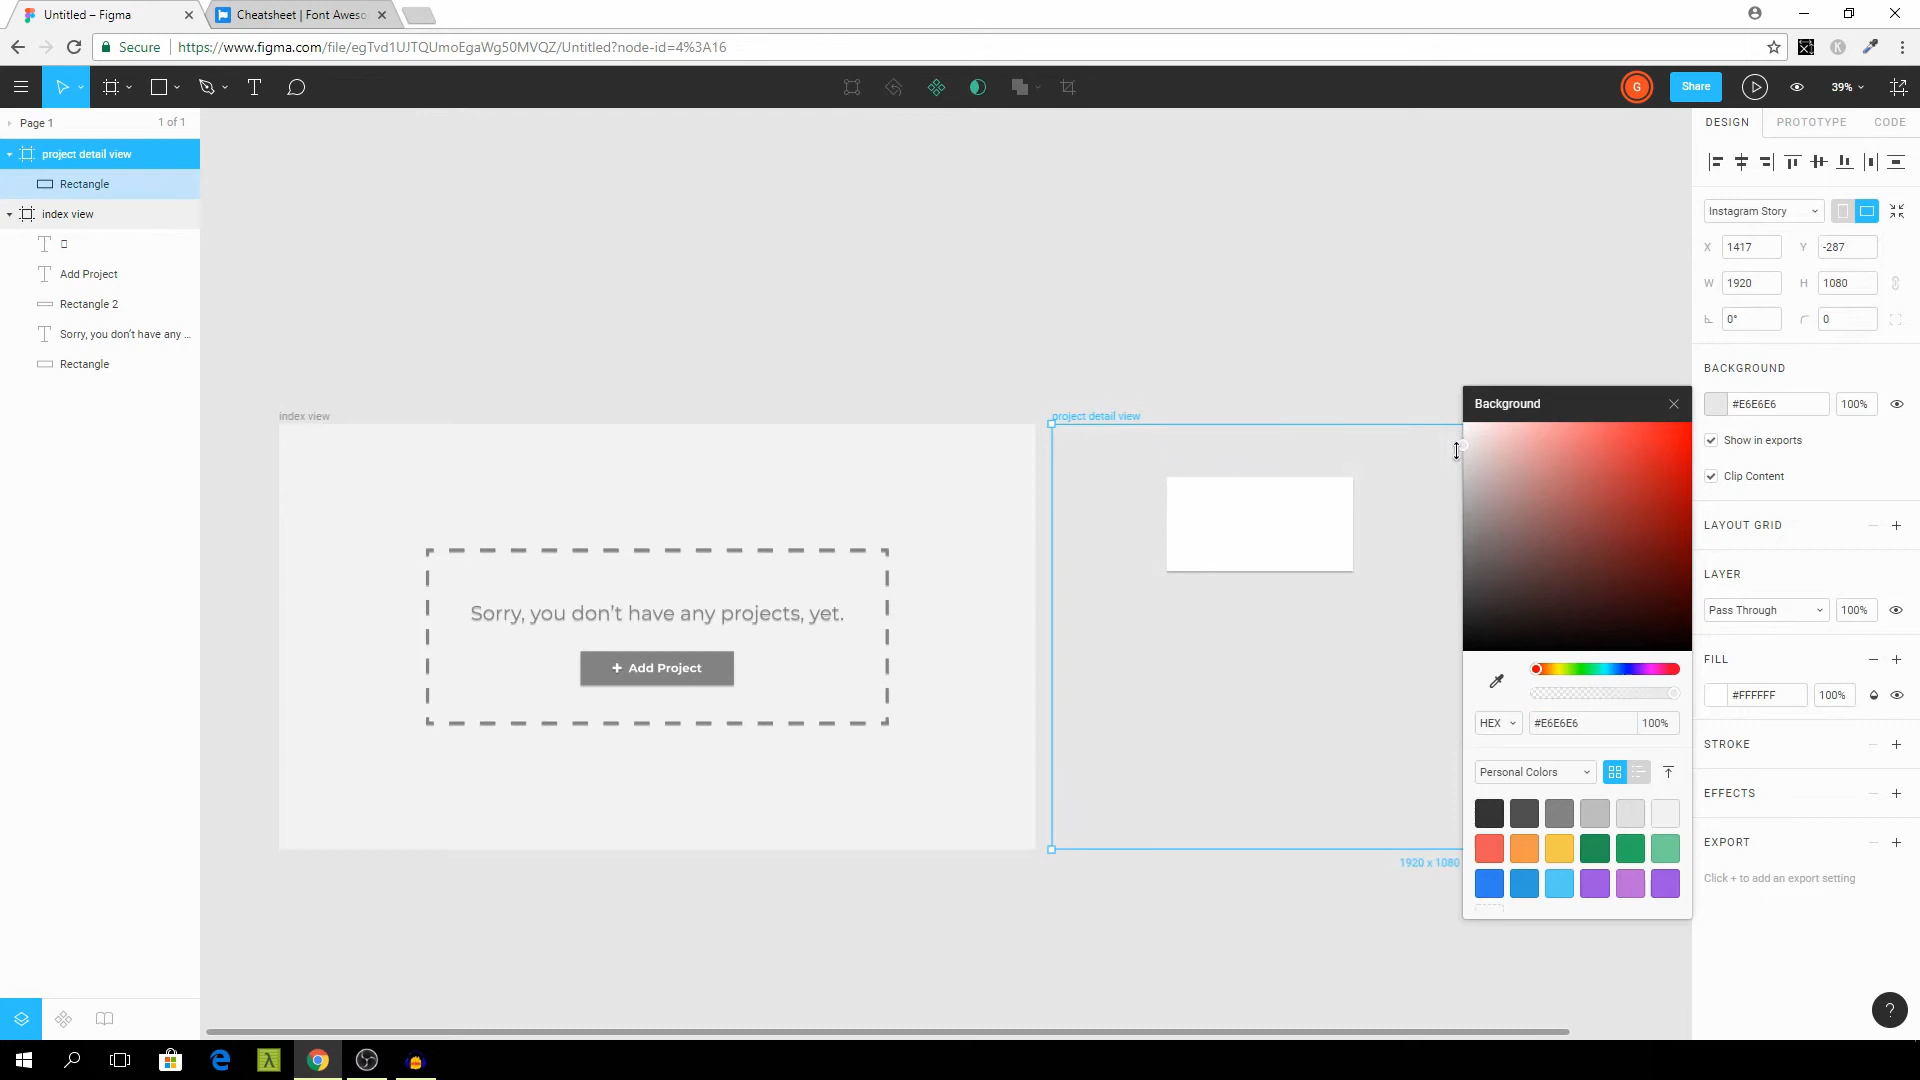 Untitled – Figma
Cheatsheet | Font Aweso
Secure
https://www.figma.com/file/egTvd1UJTQUmoEgaWg50MVQZ/Untitled?node-id=4%3A16
G
Share
39%
Page 1
1 of 1
project detail view
Rectangle
index view
Add Project
Rectangle 2
Sorry, you don't have any ...
Rectangle
index view
Sorry, you don't have any projects, yet.
+ Add Project
project detail view
1920 x 1080
Background
HEX
#E6E6E6
100%
Personal Colors
DESIGN
PROTOTYPE
CODE
Instagram Story
X
1417
Y
-287
W
1920
H
1080
0°
0
BACKGROUND
#E6E6E6
100%
Show in exports
Clip Content
LAYOUT GRID
LAYER
Pass Through
100%
FILL
#FFFFFF
100%
STROKE
EFFECTS
EXPORT
Click + to add an export setting
?